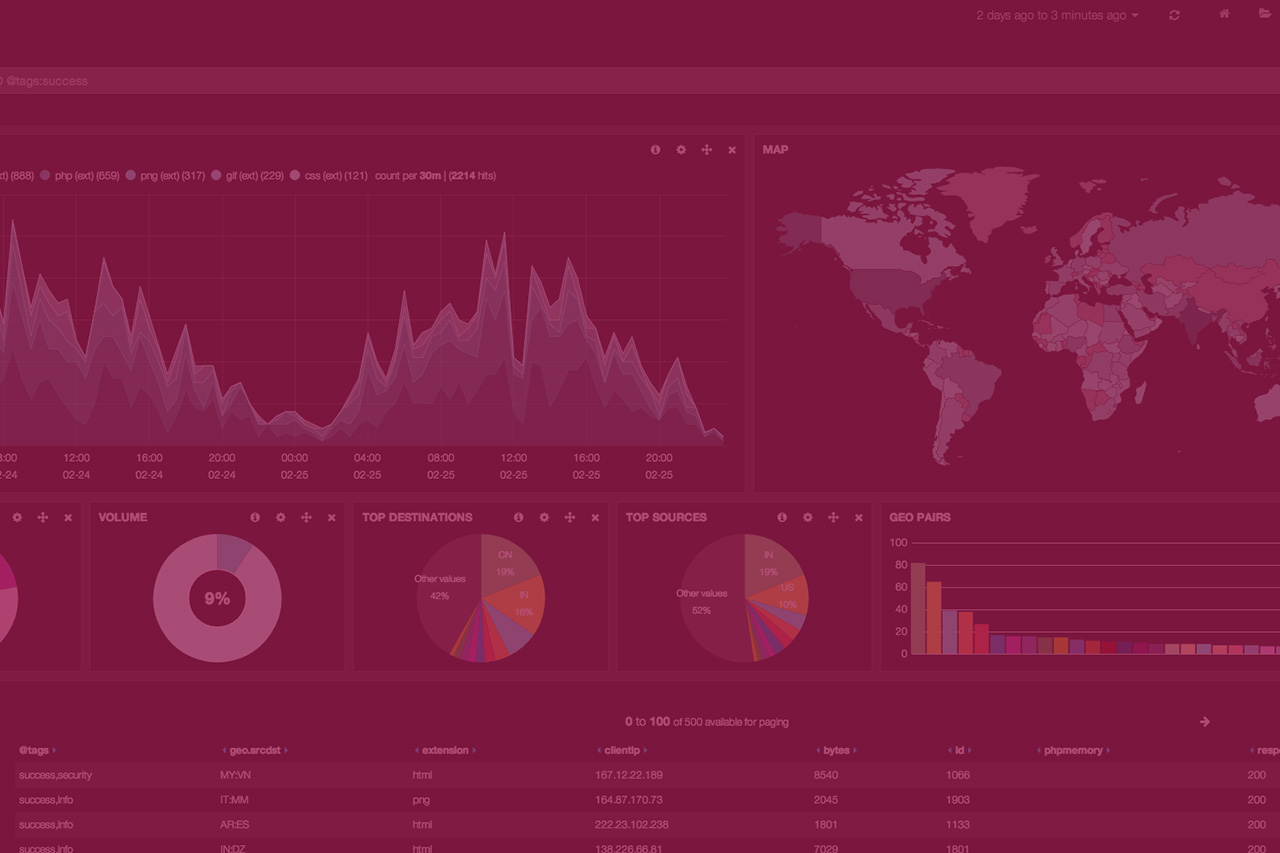 2 days ago to 3 minutes ago
@tags:success
(888) php (ext) (659) png (ext) (317) gif (ext) (229) css (ext) (121) count per 30m | (2214 hits)
MAP
12:00 16:00 20:00 00:00 04:00 08:00 12:00 16:00 20:00
02-24 02-24 02-24 02-25 02-25 02-25 02-25 02-25 02-25
VOLUME
9%
TOP DESTINATIONS
CN
19%
Other values
42%
IN
16%
TOP SOURCES
IN
19%
Other values
52%
US
10%
GEO PAIRS
100
80
60
40
20
0
0 to 100 of 500 available for paging
@tags geo.srcdst extension clientip bytes id phpmemory resp
success,security MY:VN html 167.12.22.189 8540 1066 200
success,info IT:MM png 164.87.170.73 2045 1903 200
success,info AR:ES html 222.23.102.238 1801 1133 200
success,info IN:DZ html 138.226.66.81 7029 1801 200